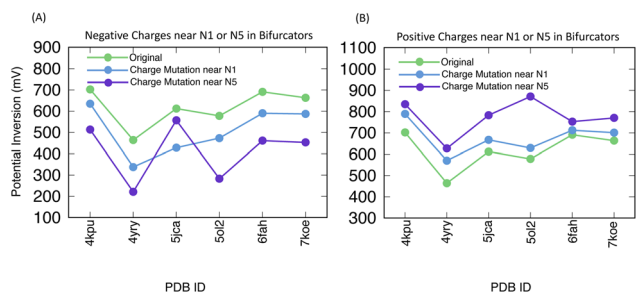 (A)
Negative Charges near N1 or N5 in Bifurcators
Potential Inversion (mV)
900
800
700
600
500
400
300
200
100
Original
Charge Mutation near N1
Charge Mutation near N5
4kpu
4yry
5jca
5ol2
6fah
7koe
PDB ID
(B)
Positive Charges near N1 or N5 in Bifurcators
1100
1000
900
800
700
600
500
400
300
Original
Charge Mutation near N1
Charge Mutation near N5
4kpu
4yry
5jca
5ol2
6fah
7koe
PDB ID